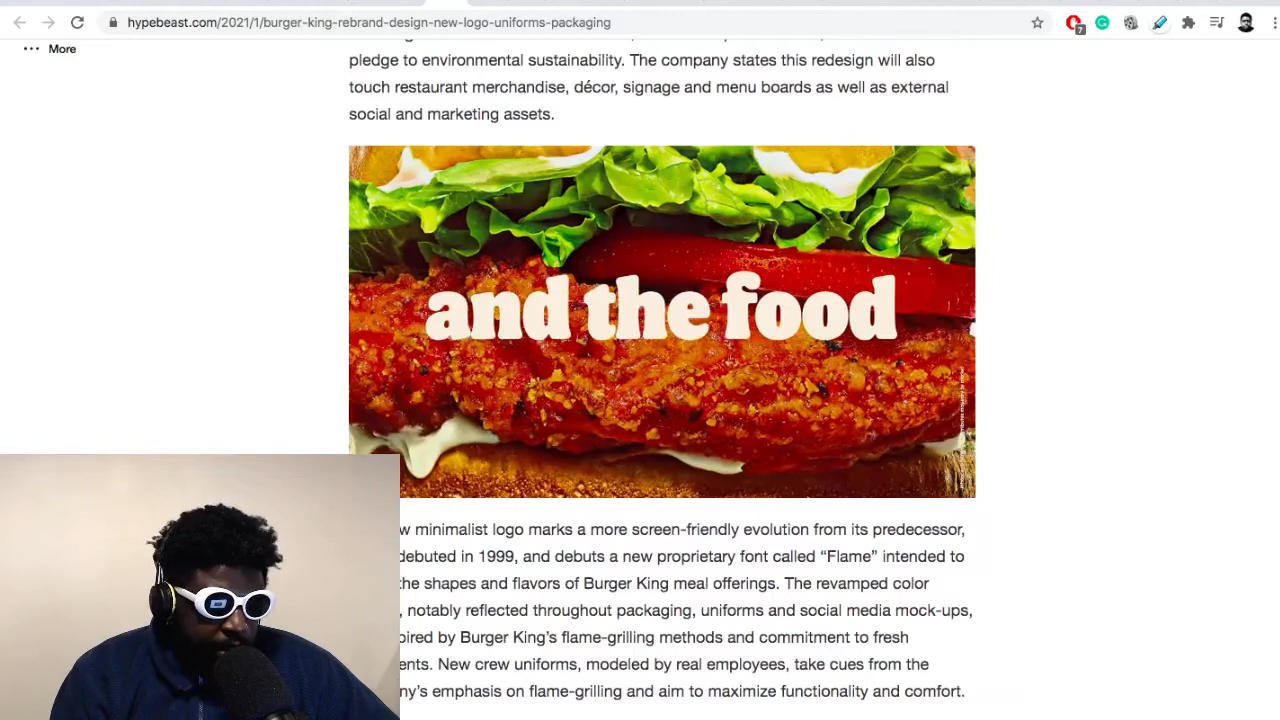 hypebeast.com/2021/1/burger-king-rebrand-design-new-logo-uniforms-packaging
7
More
pledge to environmental sustainability. The company states this redesign will also
touch restaurant merchandise, décor, signage and menu boards as well as external
social and marketing assets.
and the food
w minimalist logo marks a more screen-friendly evolution from its predecessor,
debuted in 1999, and debuts a new proprietary font called “Flame” intended to
the shapes and flavors of Burger King meal offerings. The revamped color
, notably reflected throughout packaging, uniforms and social media mock-ups,
pired by Burger King’s flame-grilling methods and commitment to fresh
ents. New crew uniforms, modeled by real employees, take cues from the
ny’s emphasis on flame-grilling and aim to maximize functionality and comfort.